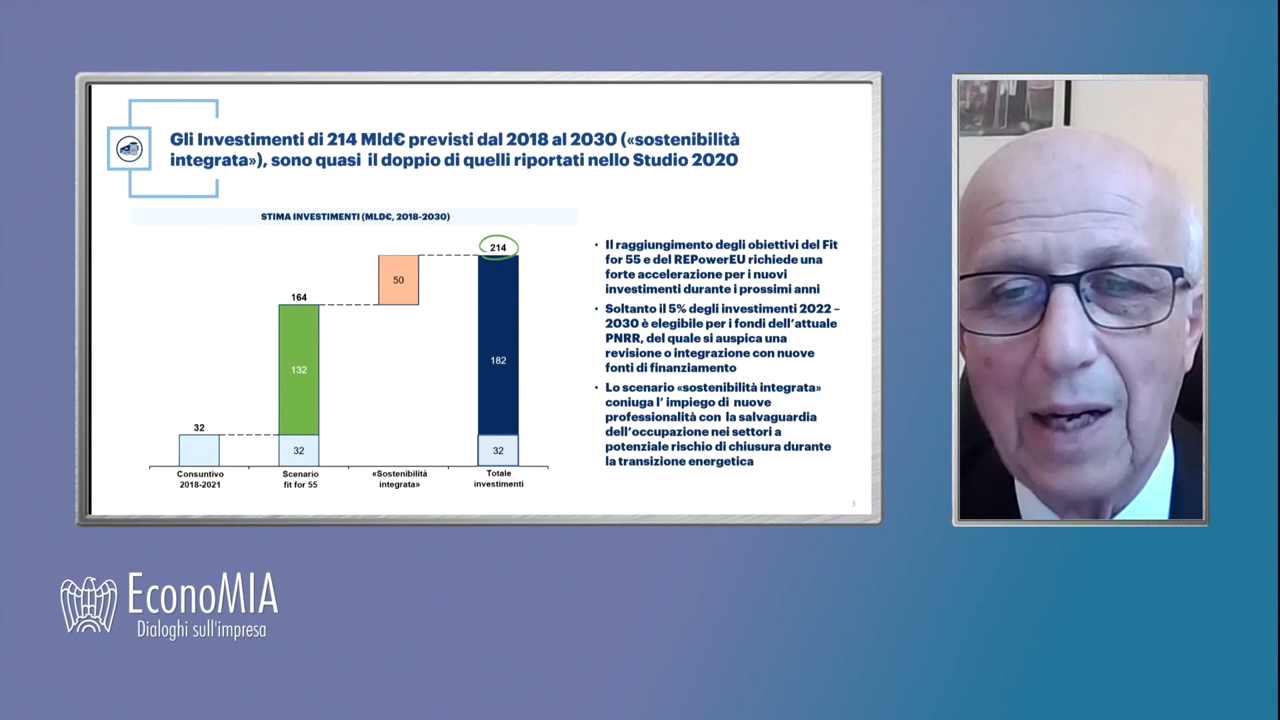 Gli Investimenti di 214 Mld€ previsti dal 2018 al 2030 («sostenibilità
integrata»), sono quasi il doppio di quelli riportati nello Studio 2020
STIMA INVESTIMENTI (MLD€, 2018-2030)
214
50
164
182
132
32
32
32
Consuntivo
2018-2021
Scenario
fit for 55
«Sostenibilità
integrata»
Totale
investimenti
• Il raggiungimento degli obiettivi del Fit
for 55 e del REPowerEU richiede una
forte accelerazione per i nuovi
investimenti durante i prossimi anni
• Soltanto il 5% degli investimenti 2022 –
2030 è elegibile per i fondi dell'attuale
PNRR, del quale si auspica una
revisione o integrazione con nuove
fonti di finanziamento
• Lo scenario «sostenibilità integrata»
coniuga l' impiego di nuove
professionalità con la salvaguardia
dell'occupazione nei settori a
potenziale rischio di chiusura durante
la transizione energetica
3
EconoMIA
Dialoghi sull'impresa